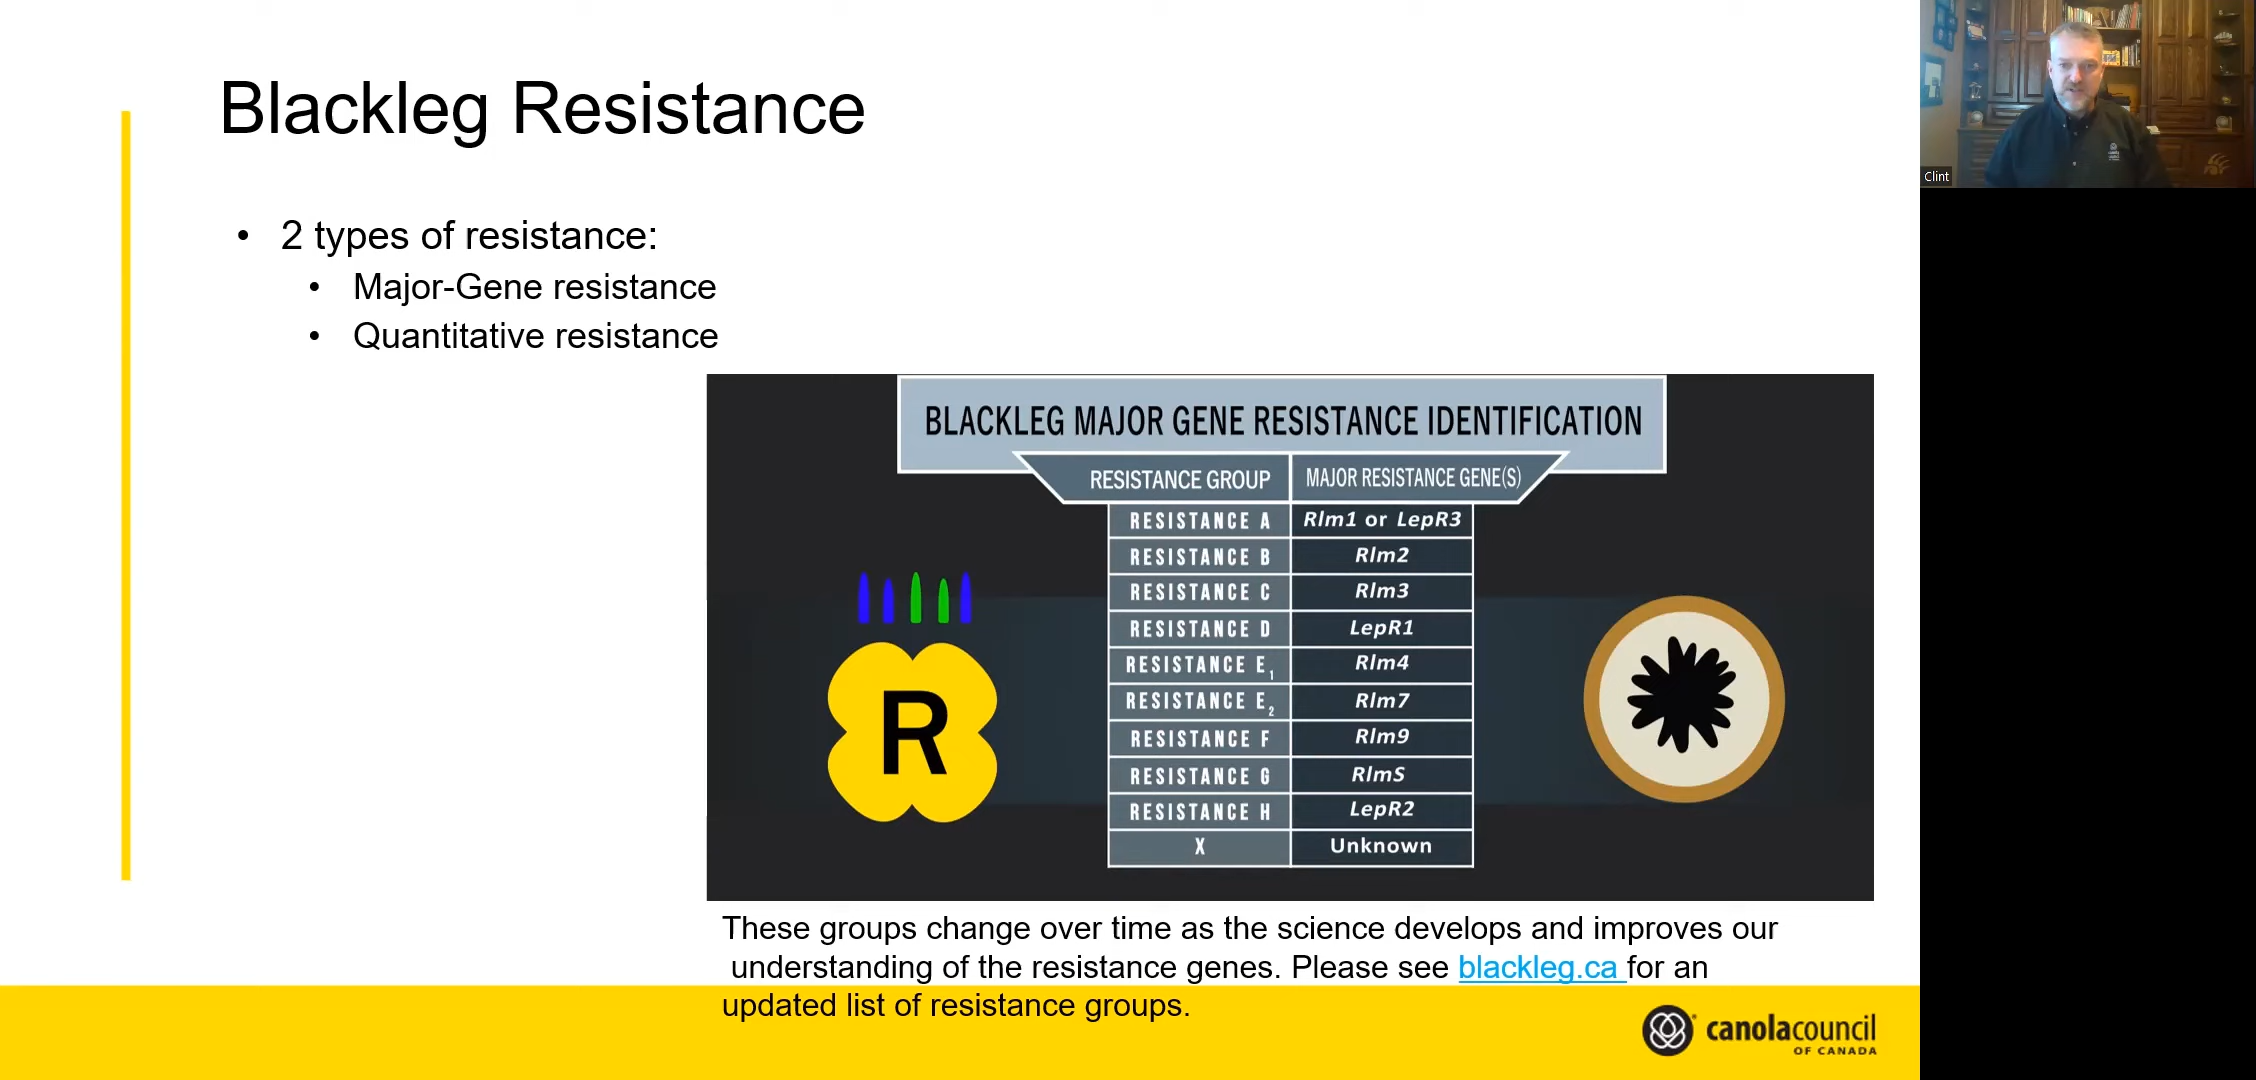 Blackleg Resistance
• 2 types of resistance:
• Major-Gene resistance
• Quantitative resistance
BLACKLEG MAJOR GENE RESISTANCE IDENTIFICATION
RESISTANCE GROUP MAJOR RESISTANCE GENE(S)
RESISTANCE A Rlm1 or LepR3
RESISTANCE B Rlm2
RESISTANCE C Rlm3
RESISTANCE D LepR1
RESISTANCE E1 Rlm4
RESISTANCE E2 Rlm7
RESISTANCE F Rlm9
RESISTANCE G RlmS
RESISTANCE H LepR2
X Unknown
R
These groups change over time as the science develops and improves our
understanding of the resistance genes. Please see blackleg.ca for an
updated list of resistance groups.
canolacouncil
OF CANADA
Clint